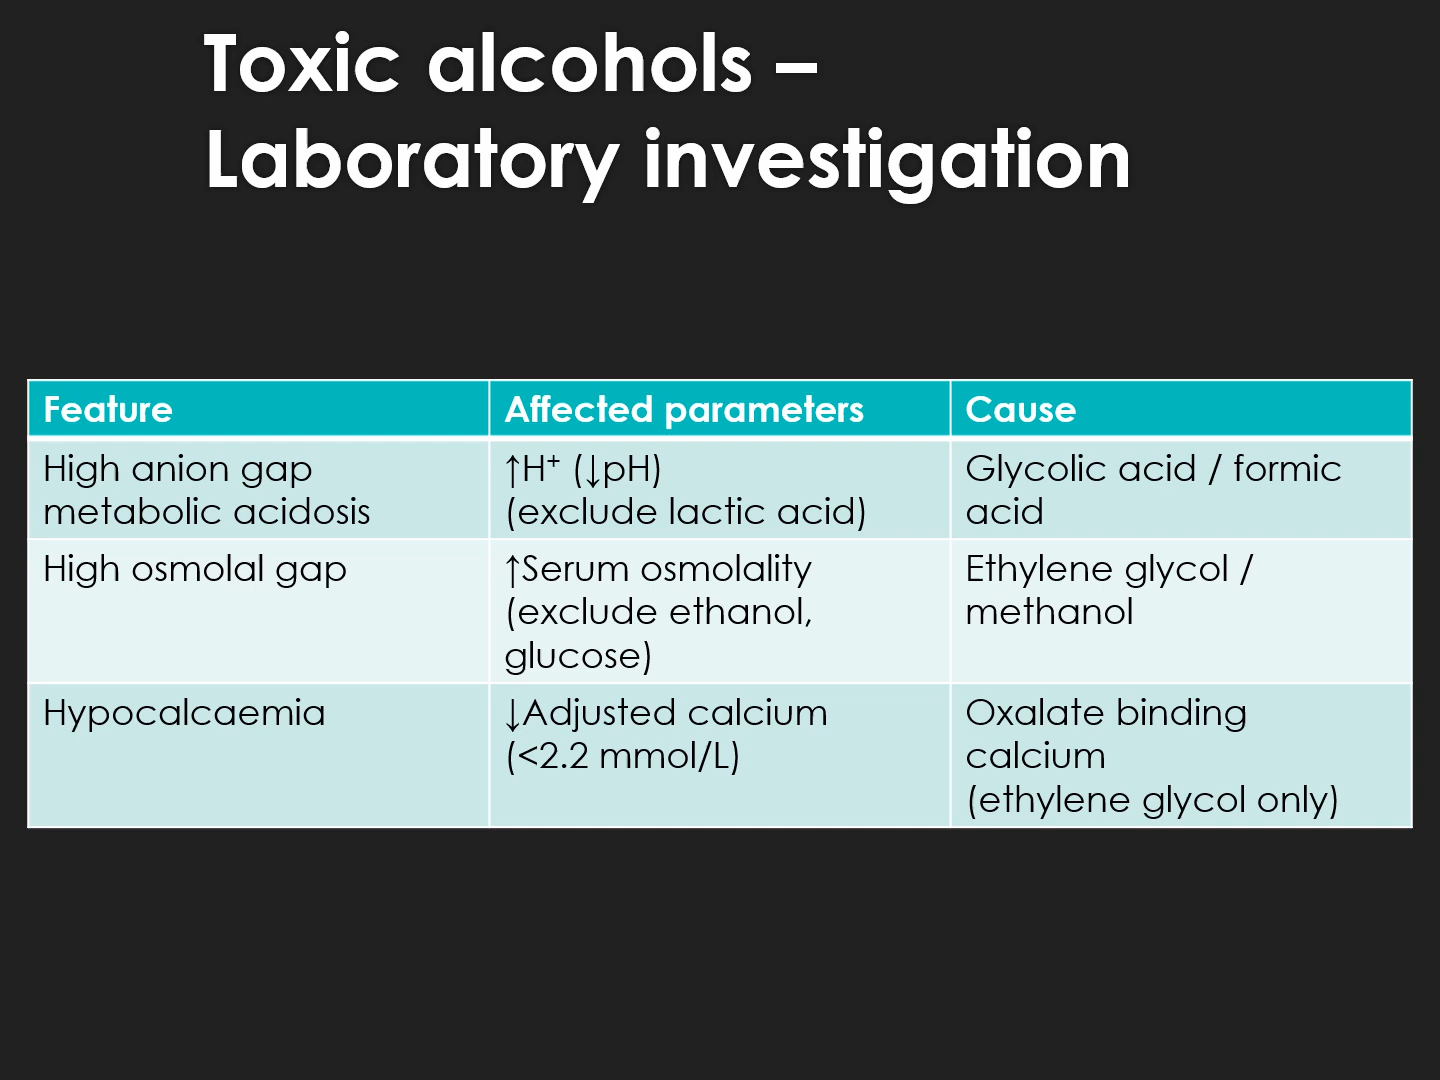 Toxic alcohols –
Laboratory investigation
Feature
Affected parameters
Cause
High anion gap
metabolic acidosis
↑H⁺ (↓pH)
(exclude lactic acid)
Glycolic acid / formic
acid
High osmolal gap
↑Serum osmolality
(exclude ethanol,
glucose)
Ethylene glycol /
methanol
Hypocalcaemia
↓Adjusted calcium
(<2.2 mmol/L)
Oxalate binding
calcium
(ethylene glycol only)